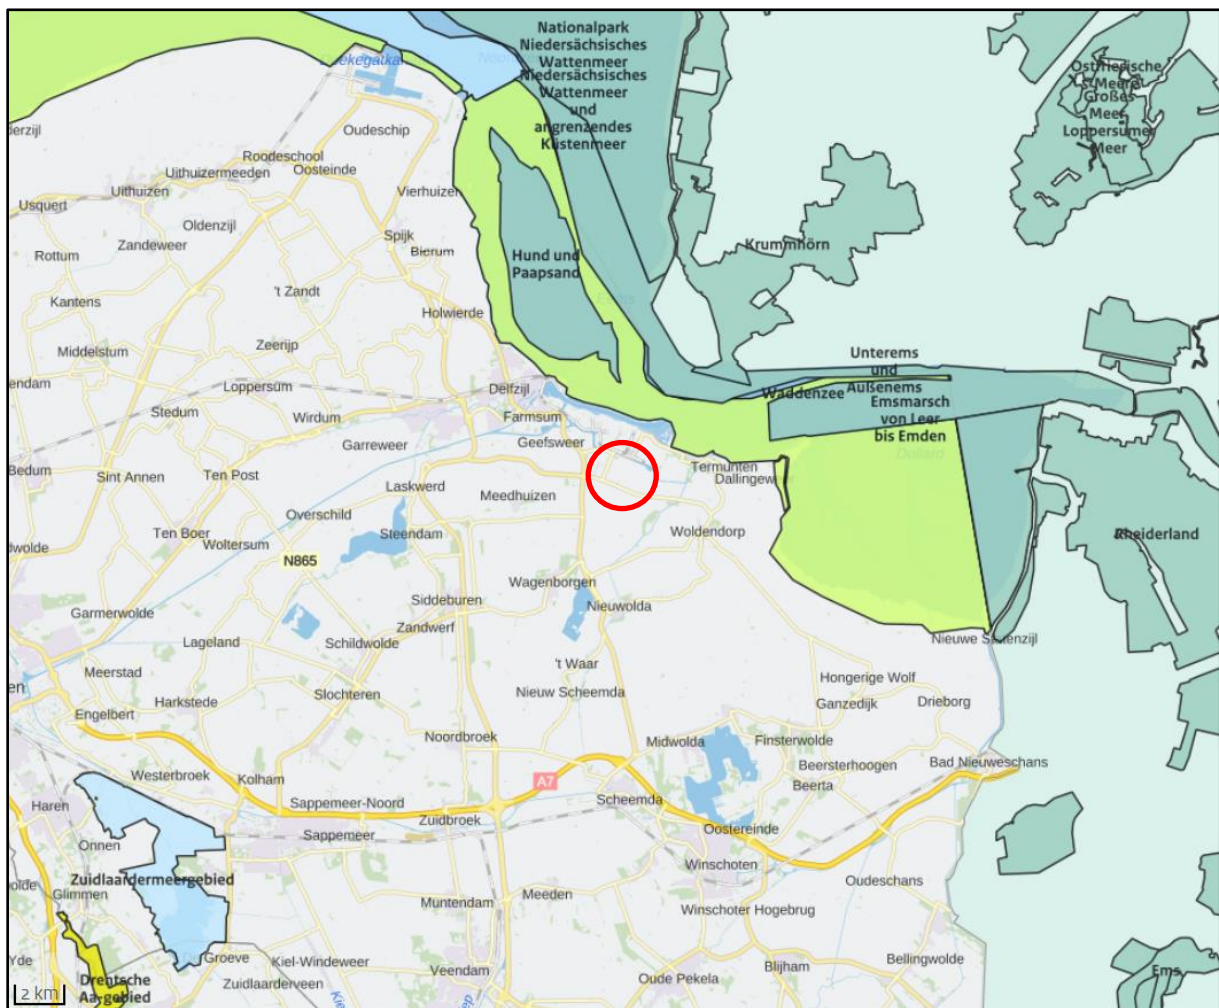 Nationalpark
Niedersächsisches
Wattenmeer
Niedersächsisches
Wattenmeer
und
angrenzendes
Küstenmeer
Ostfriesische
Meere
Großes
Meer
Loppersumer
Meer
Oudeschip
Roodeschool
Uithuizermeeden
Oosteinde
Uithuizen
Vierhuizen
Usquert
Oldenzijl
Zandeweer
Spijk
Bierum
Krummhörn
Rottum
Hund und
Paapsand
Kantens
't Zandt
Holwierde
Zeerijp
Middelstum
Unterems
und
Außenems
Waddenzee
Emsmarsch
von Leer
bis Emden
Dollard
Loppersum
Delfzijl
Stedum
Wirdum
Farmsum
Garreweer
Geefsweer
Bedum
Sint Annen
Ten Post
Laskwerd
Meedhuizen
Termunten
Overschild
Ten Boer
Woltersum
Steendam
Woldendorp
Rheiderland
N865
Wagenborgen
Garmerwolde
Siddeburen
Nieuwolda
Zandwerf
Lageland
Schildwolde
Meerstad
't Waar
Hongerige Wolf
Harkstede
Slochteren
Nieuw Scheemda
Ganzedijk
Drieborg
Engelbert
Noordbroek
Midwolda
Finsterwolde
Westerbroek
Kolham
Beersterhoogen
Bad Nieuweschans
A7
Beerta
Haren
Sappemeer-Noord
Scheemda
Zuidbroek
Sappemeer
Oostereinde
Onnen
Winschoten
Zuidlaardermeergebied
Glimmen
Meeden
Oudeschans
Muntendam
Winschoter Hogebrug
De Groeve
Kiel-Windeweer
Bellingwolde
Blijham
Veendam
Ems
Drentsche
Aa-gebied
Zuidlaarderveen
Oude Pekela
2 km